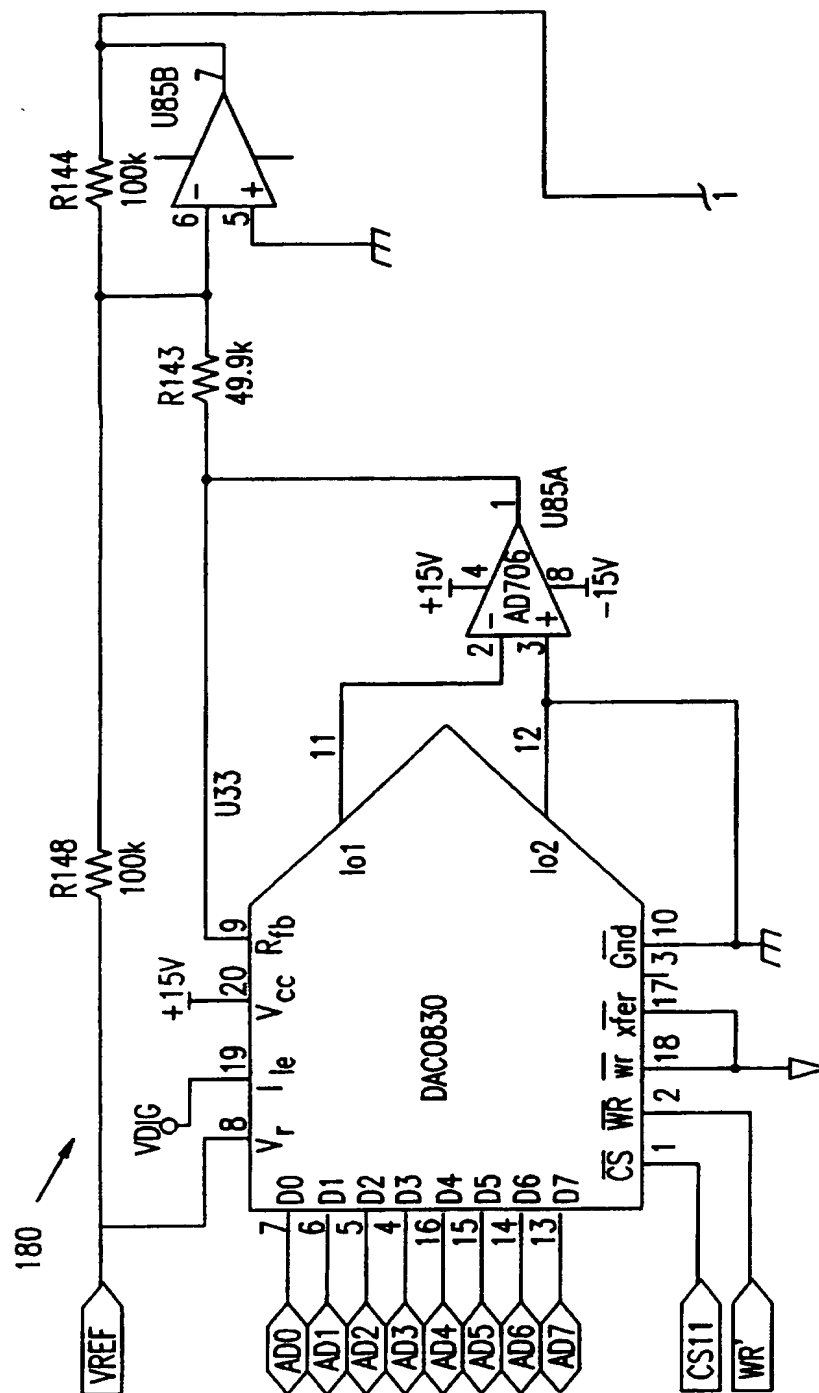 180
VREF
R148
100k
R144
100k
U85B
6
5
-
+
7
R143
49.9k
U33
VDIG
+15V
8
19
20
9
Vr
Ile
Vcc
Rfb
11
Io1
12
Io2
2
3
-
+
AD706
+15V
4
8
-15V
1
U85A
DAC0830
AD0
7
D0
AD1
6
D1
AD2
5
D2
AD3
4
D3
AD4
16
D4
AD5
15
D5
AD6
14
D6
AD7
13
D7
CS
WR
wr
xfer
Gnd
1
2
18
17
3
10
CS11
WR'
1